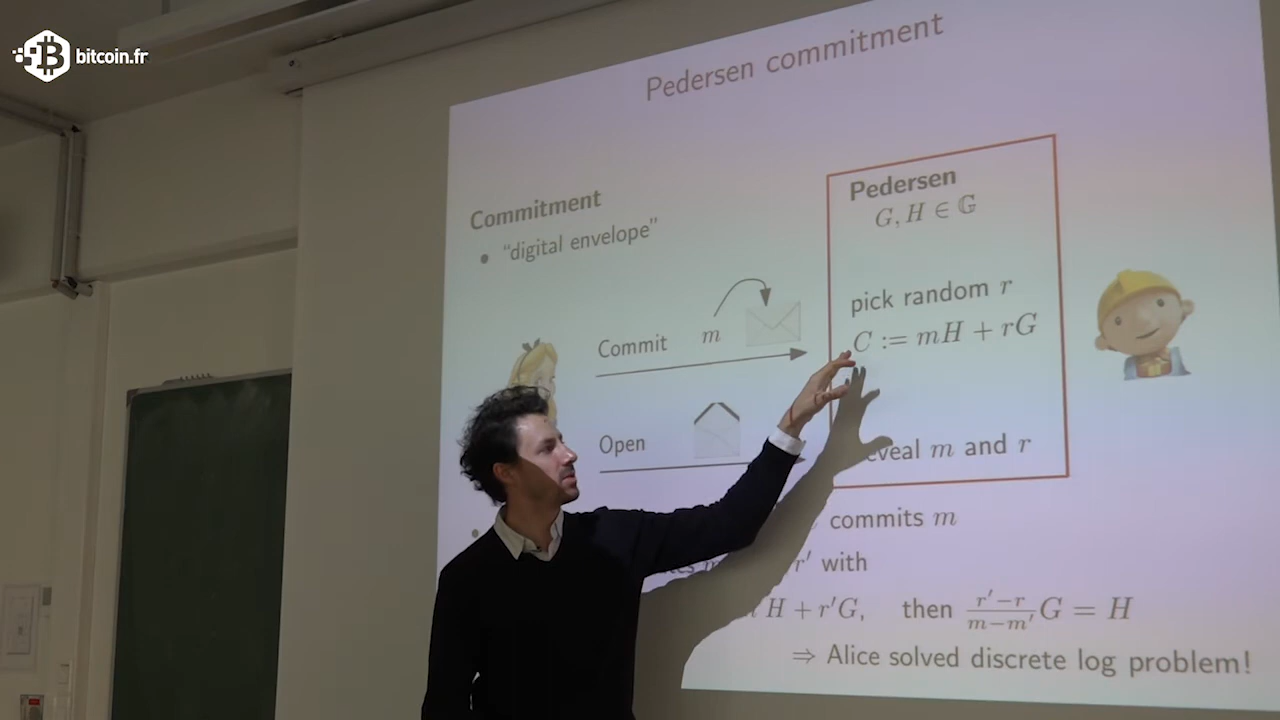 bitcoin.fr
Pedersen commitment
Commitment
• “digital envelope”
Commit m
Open
Pedersen
G, H ∈ 𝔾
pick random r
C := mH + rG
m and r
commits m
r′ with
H + r′G, then \frac{r′−r}{m−m′}G = H
⇒ Alice solved discrete log problem!